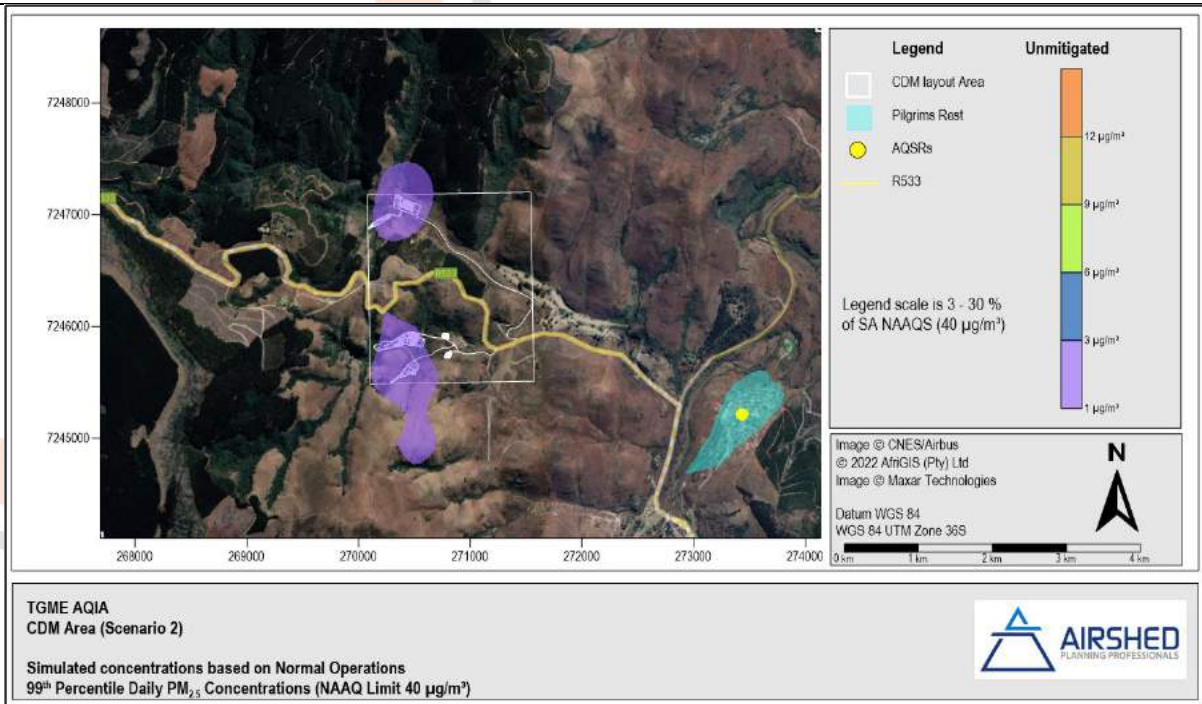 Legend
Unmitigated
CDM layout Area
Pilgrims Rest
AQSRs
R533
Legend scale is 3 - 30 %
of SA NAAQS (40 µg/m³)
12 µg/m³
9 µg/m³
6 µg/m³
3 µg/m³
1 µg/m³
7248000
7247000
7246000
7245000
268000
269000
270000
271000
272000
273000
274000
R533
Image © CNES/Airbus
© 2022 AfriGIS (Pty) Ltd
Image © Maxar Technologies
Datum WGS 84
WGS 84 UTM Zone 36S
N
0 km
1 km
2 km
3 km
4 km
TGME AQIA
CDM Area (Scenario 2)
Simulated concentrations based on Normal Operations
99th Percentile Daily PM2.5 Concentrations (NAAQ Limit 40 µg/m³)
AIRSHED
PLANNING PROFESSIONALS